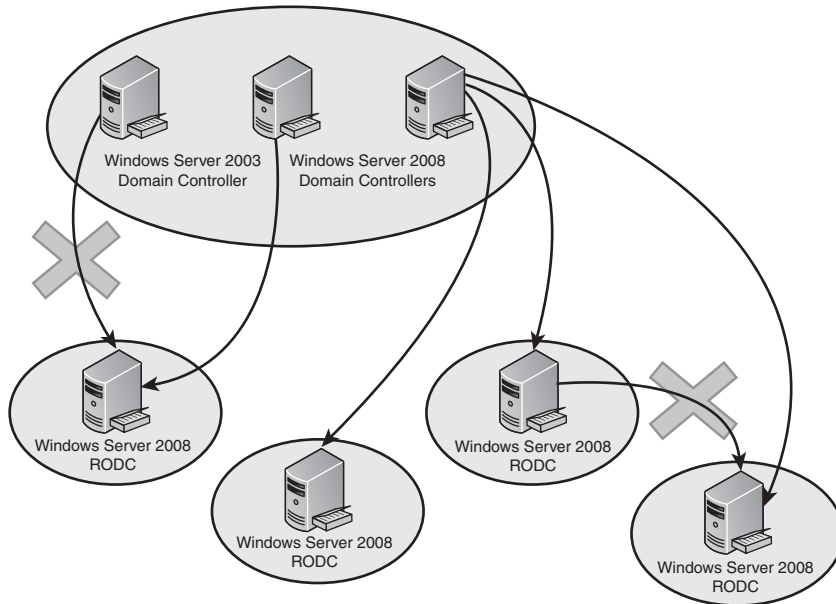 Windows Server 2003
Domain Controller
Windows Server 2008
Domain Controllers
Windows Server 2008
RODC
Windows Server 2008
RODC
Windows Server 2008
RODC
Windows Server 2008
RODC